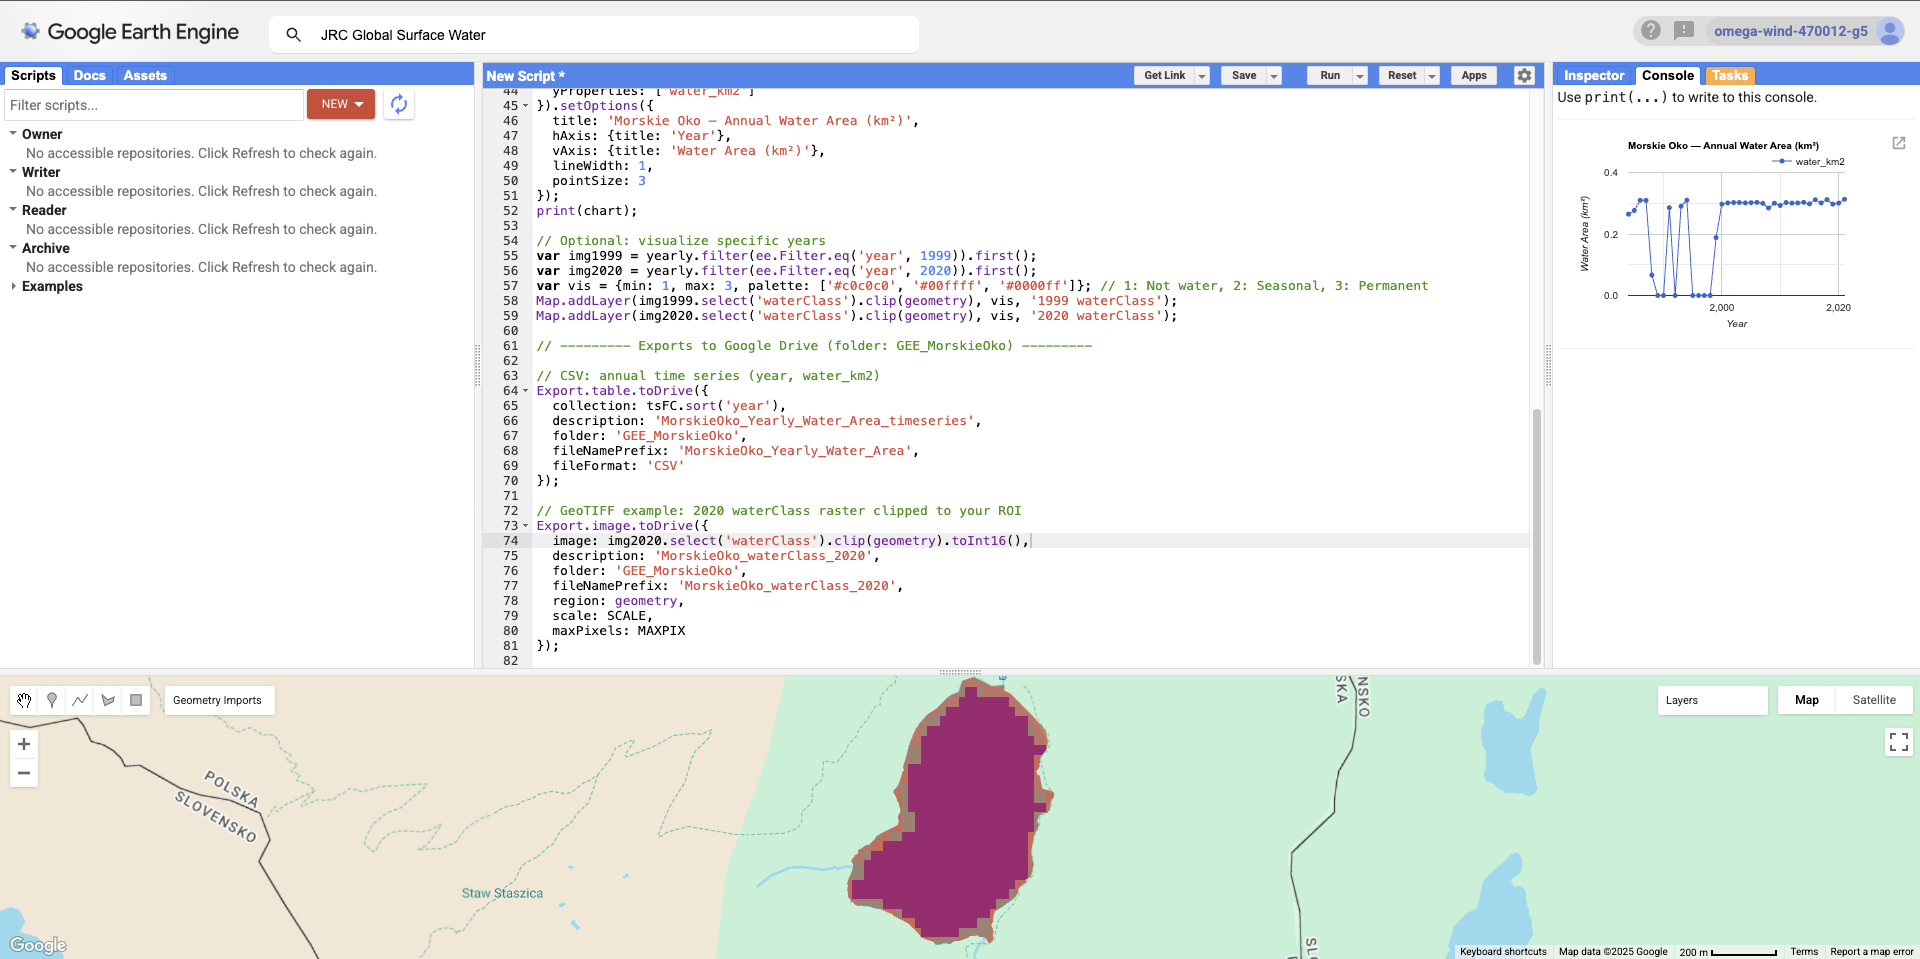 Google Earth Engine
JRC Global Surface Water
omega-wind-470012-g5
Scripts Docs Assets
Filter scripts...
NEW
Owner
No accessible repositories. Click Refresh to check again.
Writer
No accessible repositories. Click Refresh to check again.
Reader
No accessible repositories. Click Refresh to check again.
Archive
No accessible repositories. Click Refresh to check again.
Examples
New Script *
Get Link Save Run Reset Apps
44 yProperties: ['water_km2']
45 }).setOptions({
46 title: 'Morskie Oko — Annual Water Area (km²)',
47 hAxis: {title: 'Year'},
48 vAxis: {title: 'Water Area (km²)'},
49 lineWidth: 1,
50 pointSize: 3
51 });
52 print(chart);
53
54 // Optional: visualize specific years
55 var img1999 = yearly.filter(ee.Filter.eq('year', 1999)).first();
56 var img2020 = yearly.filter(ee.Filter.eq('year', 2020)).first();
57 var vis = {min: 1, max: 3, palette: ['#c0c0c0', '#00ffff', '#0000ff']}; // 1: Not water, 2: Seasonal, 3: Permanent
58 Map.addLayer(img1999.select('waterClass').clip(geometry), vis, '1999 waterClass');
59 Map.addLayer(img2020.select('waterClass').clip(geometry), vis, '2020 waterClass');
60
61 // ————————— Exports to Google Drive (folder: GEE_MorskieOko) —————————
62
63 // CSV: annual time series (year, water_km2)
64 Export.table.toDrive({
65 collection: tsFC.sort('year'),
66 description: 'MorskieOko_Yearly_Water_Area_timeseries',
67 folder: 'GEE_MorskieOko',
68 fileNamePrefix: 'MorskieOko_Yearly_Water_Area',
69 fileFormat: 'CSV'
70 });
71
72 // GeoTIFF example: 2020 waterClass raster clipped to your ROI
73 Export.image.toDrive({
74 image: img2020.select('waterClass').clip(geometry).toInt16(),
75 description: 'MorskieOko_waterClass_2020',
76 folder: 'GEE_MorskieOko',
77 fileNamePrefix: 'MorskieOko_waterClass_2020',
78 region: geometry,
79 scale: SCALE,
80 maxPixels: MAXPIX
81 });
82
Inspector Console Tasks
Use print(...) to write to this console.
Morskie Oko — Annual Water Area (km²)
water_km2
0.4
0.2
0.0
Water Area (km²)
2,000 2,020
Year
Geometry Imports
Layers
Map Satellite
+
−
POLSKA
SLOVENSKO
Staw Staszica
SKA
NSKO
SLO
Google
Keyboard shortcuts Map data ©2025 Google 200 m Terms Report a map error